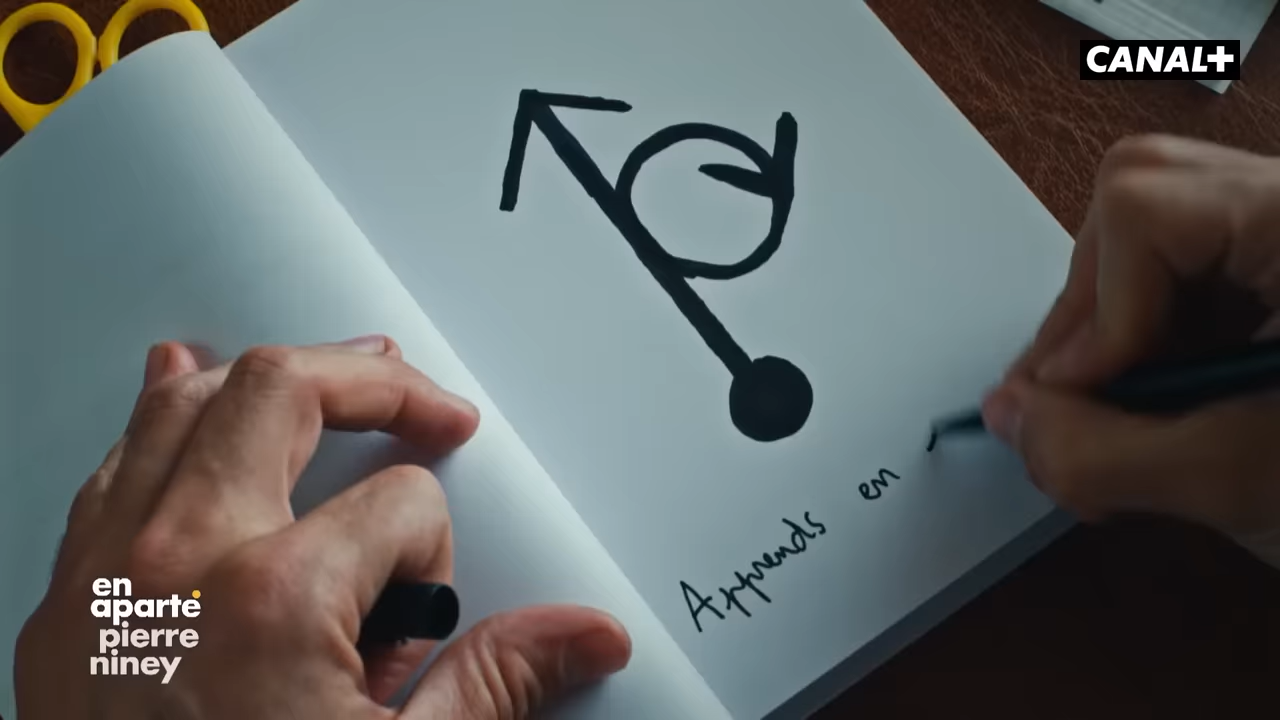 CANAL+
Apprends en
en
aparté
pierre
niney